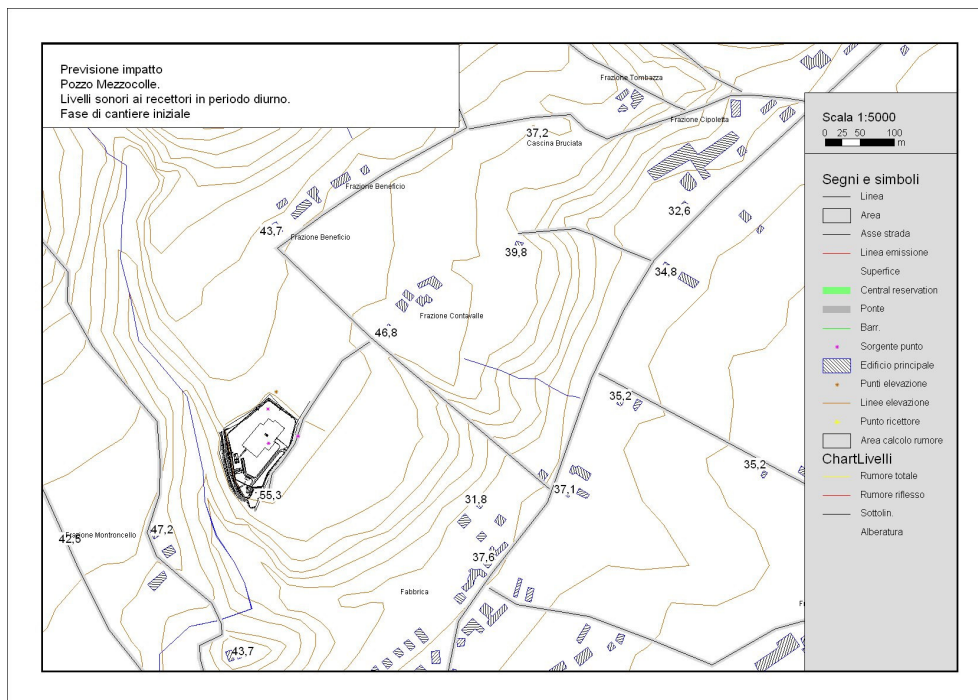 Previsione impatto
Pozzo Mezzocolle.
Livelli sonori ai recettori in periodo diurno.
Fase di cantiere iniziale
Frazione Tombazza
Frazione Cipoletta
37,2
Cascina Bruciata
Frazione Beneficio
32,6
43,7
Frazione Beneficio
39,8
34,8
Frazione Contavalle
46,8
35,2
35,2
55,3
37,1
31,8
47,2
42,5
Frazione Montroncello
37,6
Fabbrica
43,7
Scala 1:5000
0 25 50 100
m
Segni e simboli
Linea
Area
Asse strada
Linea emissione
Superfice
Central reservation
Ponte
Barr.
Sorgente punto
Edificio principale
Punti elevazione
Linee elevazione
Punto ricettore
Area calcolo rumore
ChartLivelli
Rumore totale
Rumore riflesso
Sottolin.
Alberatura